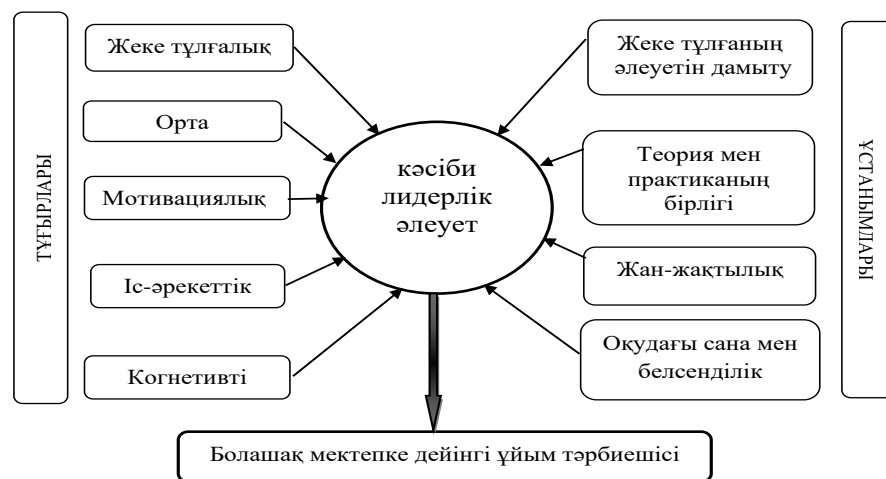 ТҰҒЫРЛАРЫ
Жеке тұлғалық
Орта
Мотивациялық
Іс-әрекеттік
Когнетивті
кәсіби
лидерлік
әлеует
Жеке тұлғаның
әлеуетін дамыту
Теория мен
практиканың
бірлігі
Жан-жақтылық
Оқудағы сана мен
белсенділік
ҰСТАНЫМДАРЫ
Болашақ мектепке дейінгі ұйым тәрбиешісі